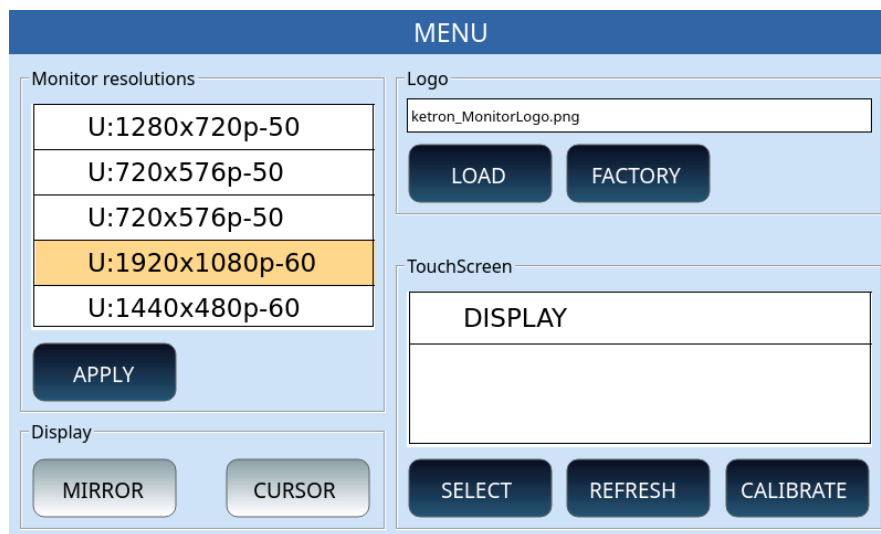 MENU
Monitor resolutions
U:1280x720p-50
U:720x576p-50
U:720x576p-50
U:1920x1080p-60
U:1440x480p-60
APPLY
Display
MIRROR CURSOR
Logo
ketron_MonitorLogo.png
LOAD FACTORY
TouchScreen
DISPLAY
SELECT REFRESH CALIBRATE